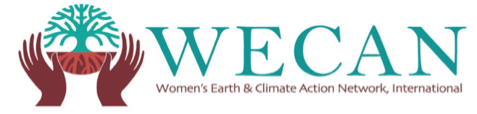 WECAN
Women's Earth & Climate Action Network, International